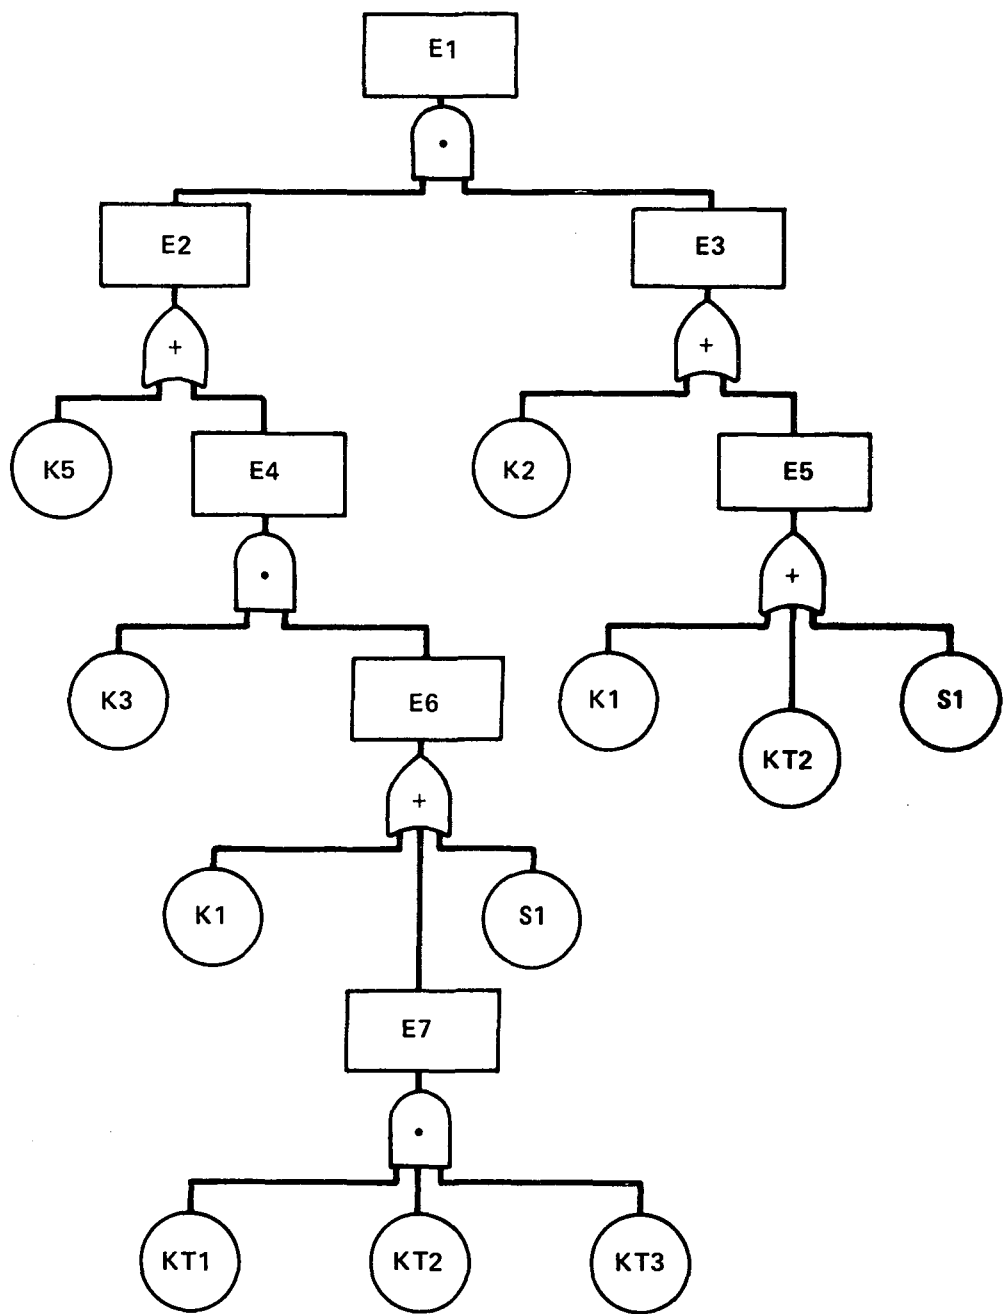 E1
•
E2
E3
+
+
K5
E4
K2
E5
•
+
K3
E6
K1
KT2
S1
+
K1
S1
E7
•
KT1
KT2
KT3